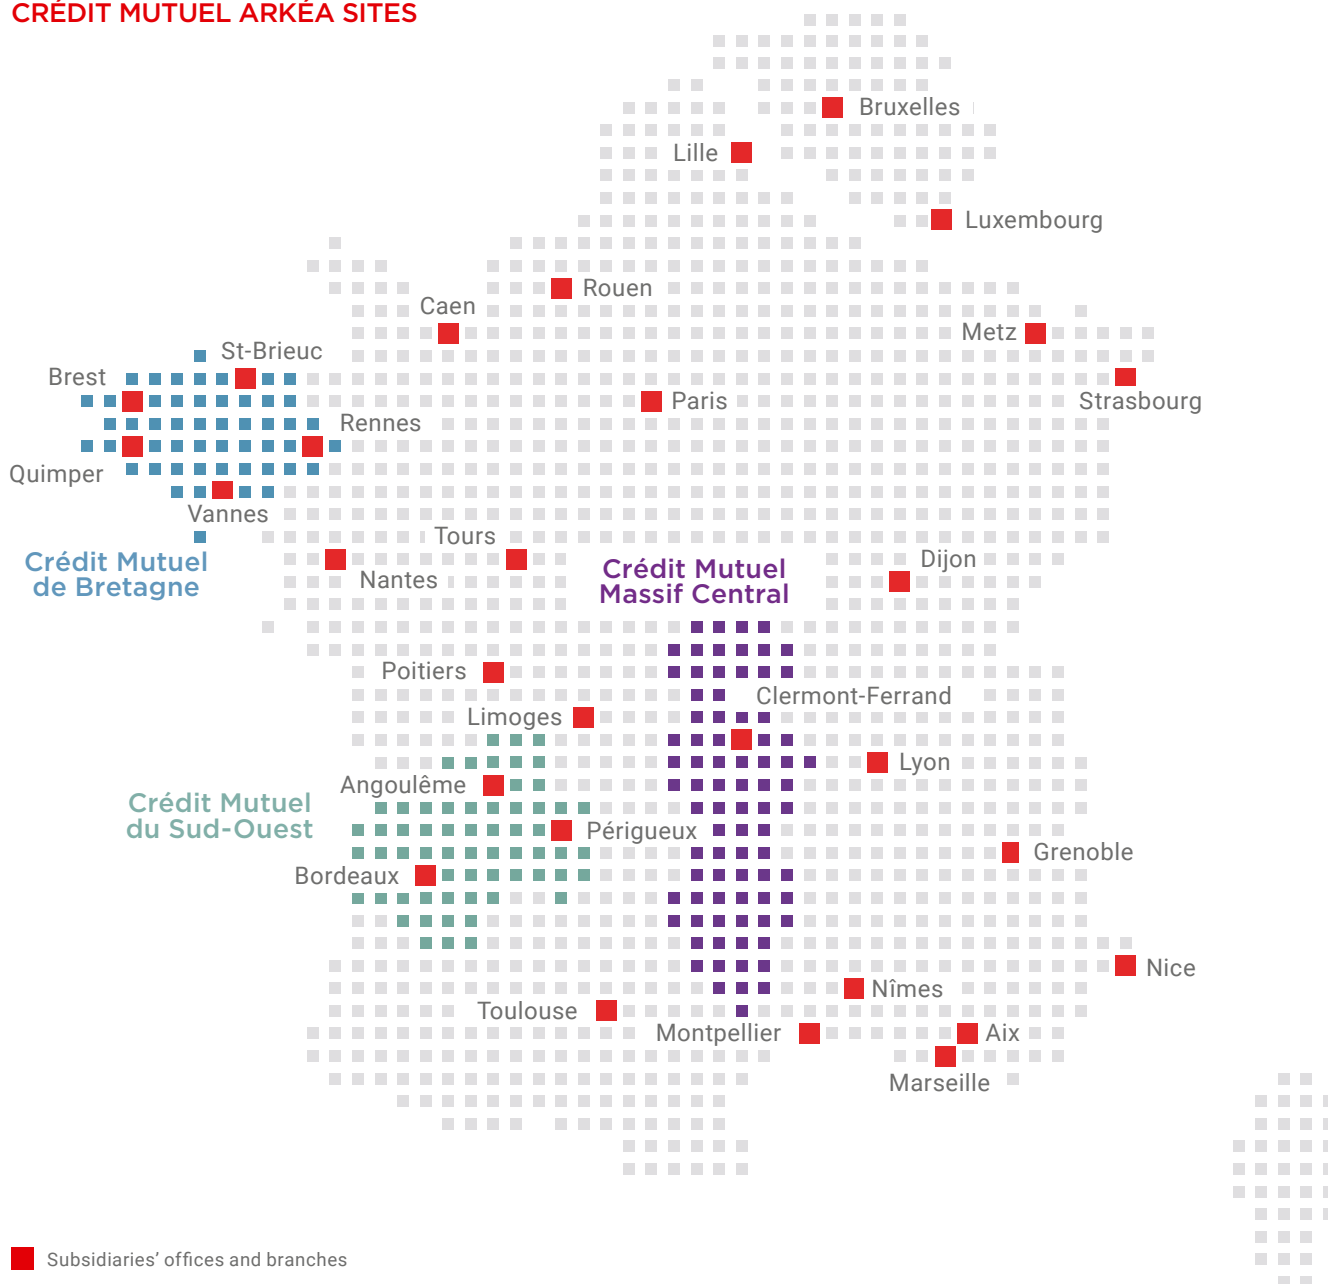 CRÉDIT MUTUEL ARKÉA SITES
Bruxelles
Lille
Luxembourg
Rouen
Caen
Metz
St-Brieuc
Brest
Strasbourg
Paris
Rennes
Quimper
Vannes
Tours
Crédit Mutuel
de Bretagne
Nantes
Dijon
Crédit Mutuel
Massif Central
Poitiers
Clermont-Ferrand
Limoges
Lyon
Angoulême
Crédit Mutuel
du Sud-Ouest
Périgueux
Grenoble
Bordeaux
Nice
Nîmes
Toulouse
Montpellier
Aix
Marseille
Subsidiaries’ offices and branches